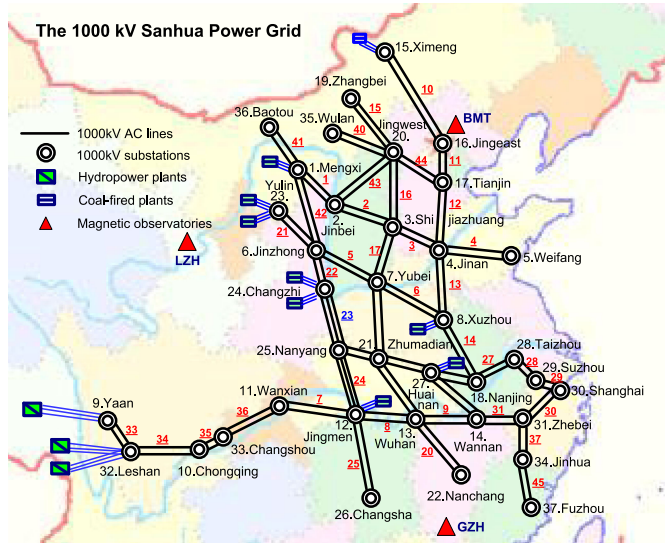 The 1000 kV Sanhua Power Grid
1000kV AC lines
1000kV substations
Hydropower plants
Coal-fired plants
Magnetic observatories
15.Ximeng
10
19.Zhangbei
15
35.Wulan
40
Jingwest
20.
BMT
16.Jingeast
11
44
17.Tianjin
36.Baotou
41
1.Mengxi
1
43
16
12
Yulin
23.
42
2
2.
Jinbei
3.Shi
jiazhuang
21
17
3
4
6.Jinzhong
5
4.Jinan
5.Weifang
LZH
22
24.Changzhi
7.Yubei
6
13
23
8.Xuzhou
14
25.Nanyang
21.
Zhumadian
28.Taizhou
27
28
29.Suzhou
29
30.Shanghai
24
27.
Huai
nan
18.Nanjing
11.Wanxian
7
9.Yaan
36
12.
Jingmen
8
13.
Wuhan
9
14.
Wannan
31
31.Zhebei
30
33
35
34
33.Changshou
32.Leshan
10.Chongqing
25
20
37
34.Jinhua
22.Nanchang
45
26.Changsha
37.Fuzhou
GZH